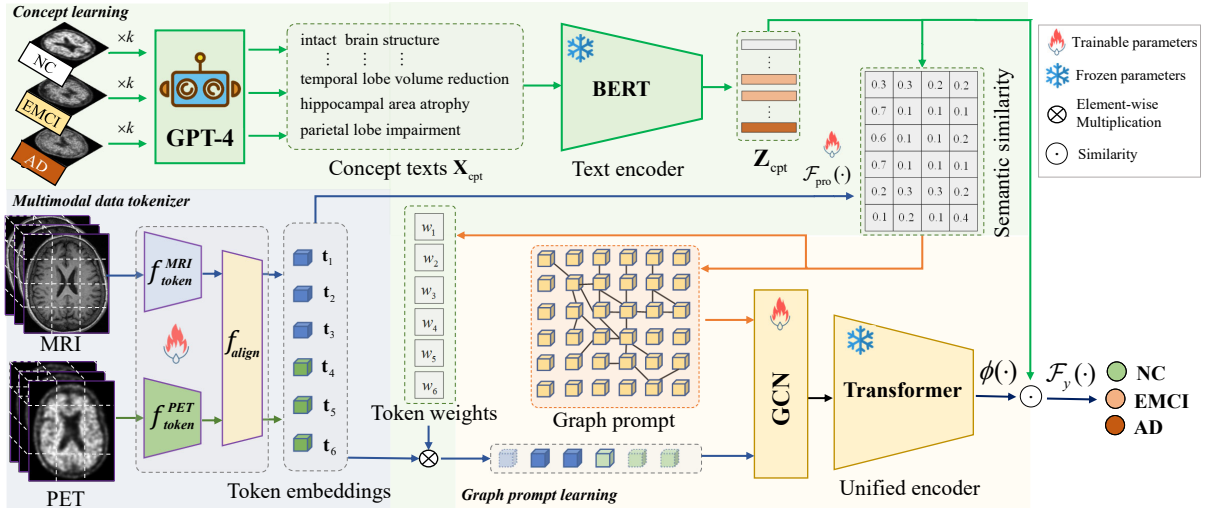 Concept learning
×k
NC
×k
EMCI
×k
AD
GPT-4
intact brain structure
⋮ ⋮ ⋮
temporal lobe volume reduction
hippocampal area atrophy
parietal lobe impairment
Concept texts X_cpt
BERT
Text encoder
⋮
⋮
Z_cpt
F_pro(·)
0.3 0.3 0.2 0.2
0.7 0.1 0.1 0.1
0.6 0.1 0.1 0.2
0.7 0.1 0.1 0.1
0.2 0.3 0.3 0.2
0.1 0.2 0.1 0.4
Semantic similarity
Trainable parameters
Frozen parameters
Element-wise
Multiplication
Similarity
Multimodal data tokenizer
MRI
PET
f^MRI_token
f^PET_token
f_align
t_1
t_2
t_3
t_4
t_5
t_6
Token embeddings
w_1
w_2
w_3
w_4
w_5
w_6
Token weights
Graph prompt
Graph prompt learning
GCN
Transformer
Unified encoder
ϕ(·)
F_y(·)
NC
EMCI
AD